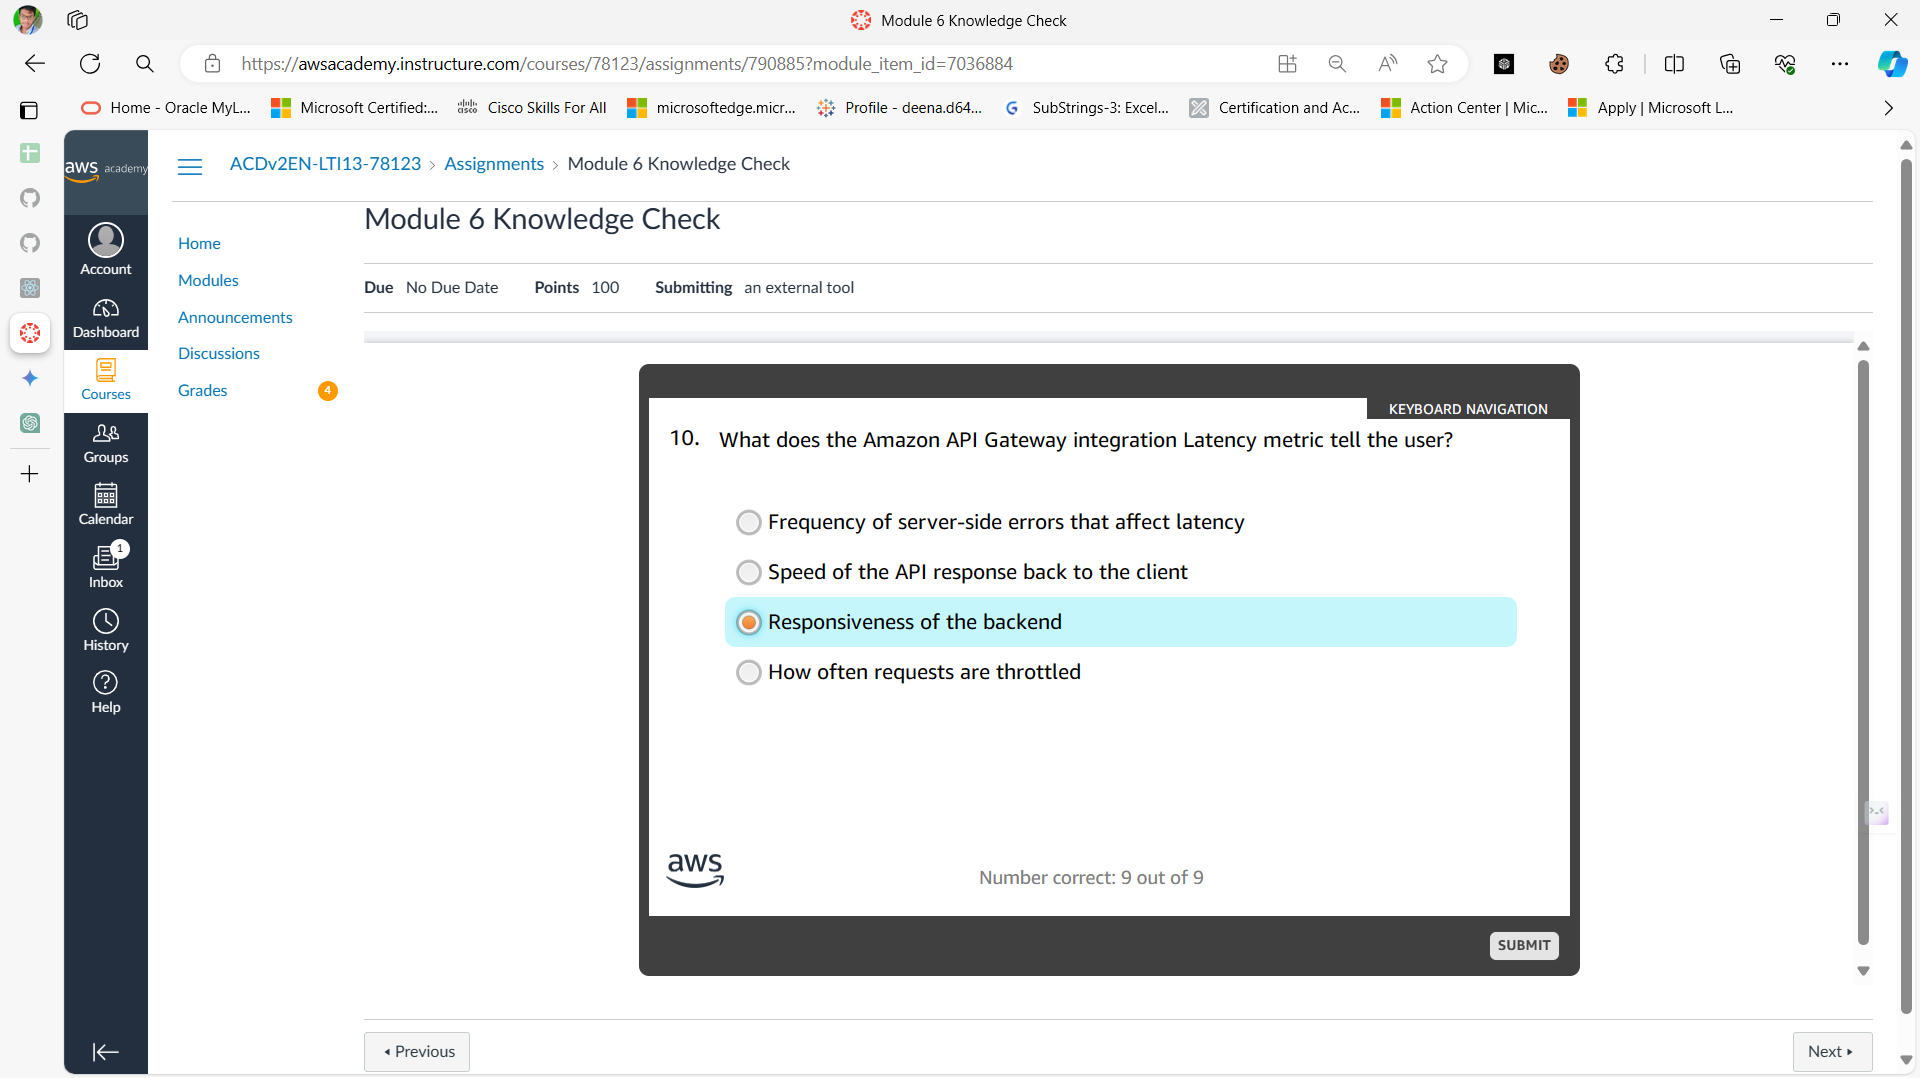 Module 6 Knowledge Check
https://awsacademy.instructure.com/courses/78123/assignments/790885?module_item_id=7036884
Home - Oracle MyL...
Microsoft Certified:...
Cisco Skills For All
microsoftedge.micr...
Profile - deena.d64...
SubStrings-3: Excel...
Certification and Ac...
Action Center | Mic...
Apply | Microsoft L...
aws academy
ACDv2EN-LTI13-78123 › Assignments › Module 6 Knowledge Check
Account
Dashboard
Courses
Groups
Calendar
1
Inbox
History
Help
Home
Modules
Announcements
Discussions
Grades
4
Module 6 Knowledge Check
Due No Due Date Points 100 Submitting an external tool
KEYBOARD NAVIGATION
10. What does the Amazon API Gateway integration Latency metric tell the user?
Frequency of server-side errors that affect latency
Speed of the API response back to the client
Responsiveness of the backend
How often requests are throttled
aws
Number correct: 9 out of 9
SUBMIT
Previous
Next